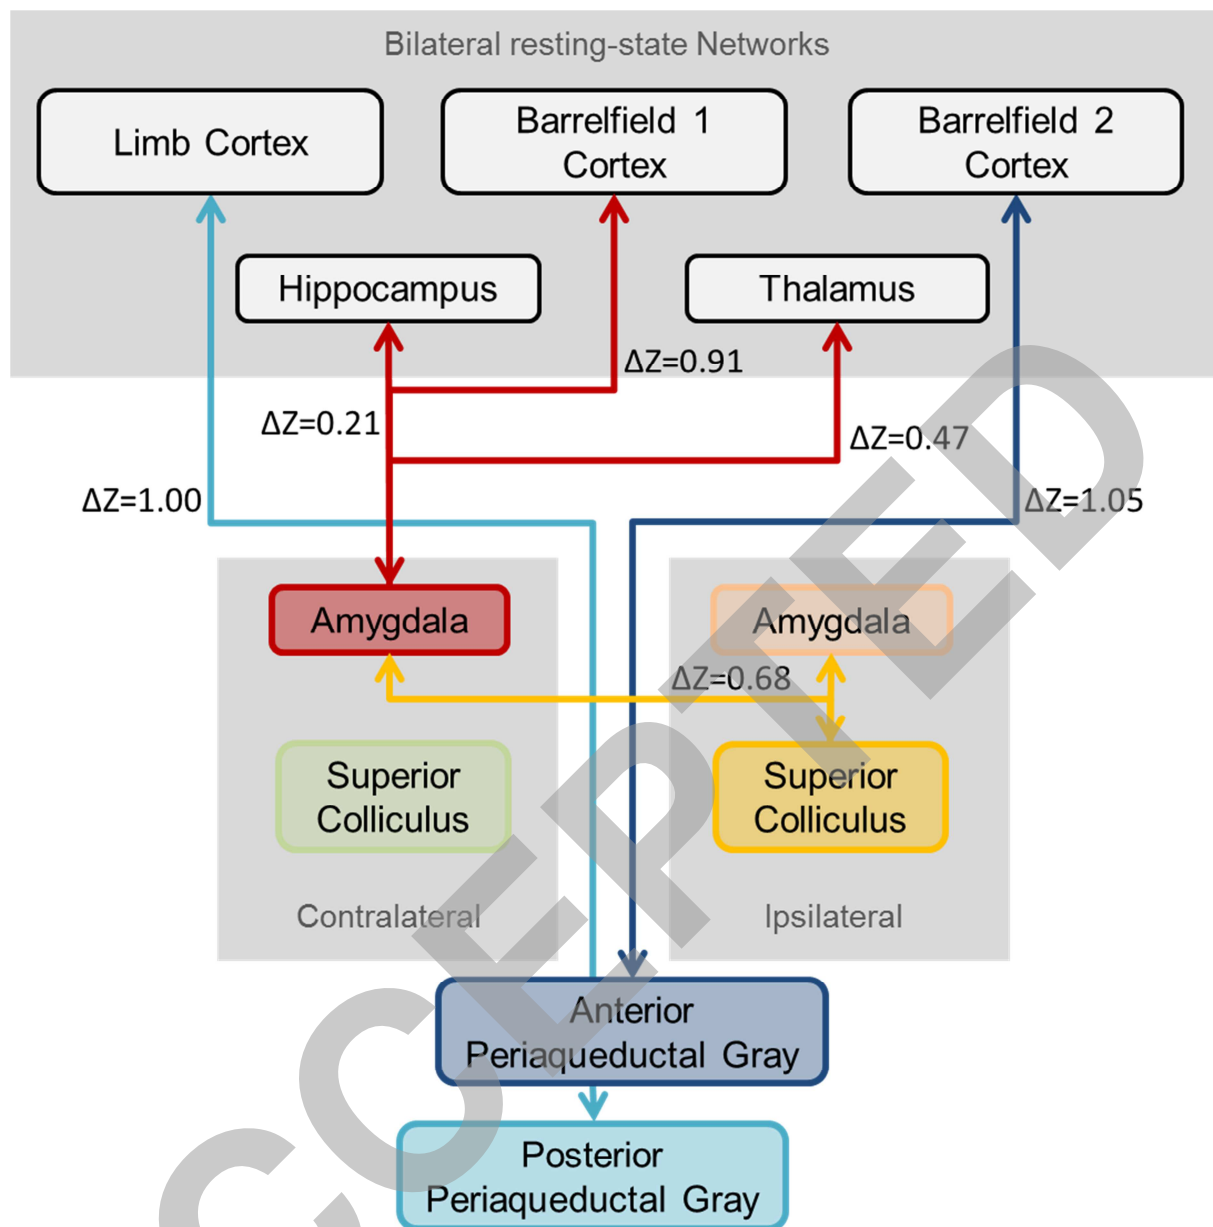 Bilateral resting-state Networks
Limb Cortex
Barrelfield 1
Cortex
Barrelfield 2
Cortex
Hippocampus
Thalamus
ΔZ=0.91
ΔZ=0.21
ΔZ=0.47
ΔZ=1.00
ΔZ=1.05
Amygdala
Amygdala
ΔZ=0.68
Superior
Colliculus
Superior
Colliculus
Contralateral
Ipsilateral
Anterior
Periaqueductal Gray
Posterior
Periaqueductal Gray
CCEPTED